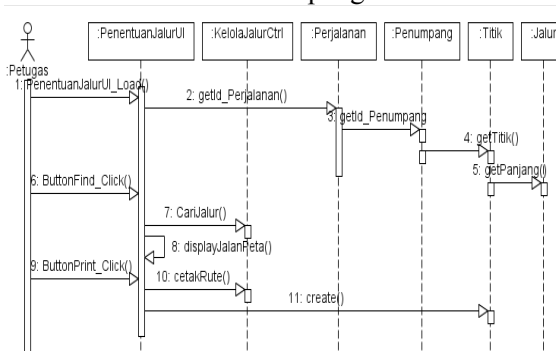 :PenentuanJalurUI
:KelolaJalurCtrl
:Perjalanan
:Penumpang
:Titik
:Jalur
:Petugas
1: PenentuanJalurUI_Load()
2: getId_Perjalanan()
3: getId_Penumpang
4: getTitik()
5: getPanjang()
6: ButtonFind_Click()
7: CariJalur()
8: displayJalanPeta()
9: ButtonPrint_Click()
10: cetakRute()
11: create()